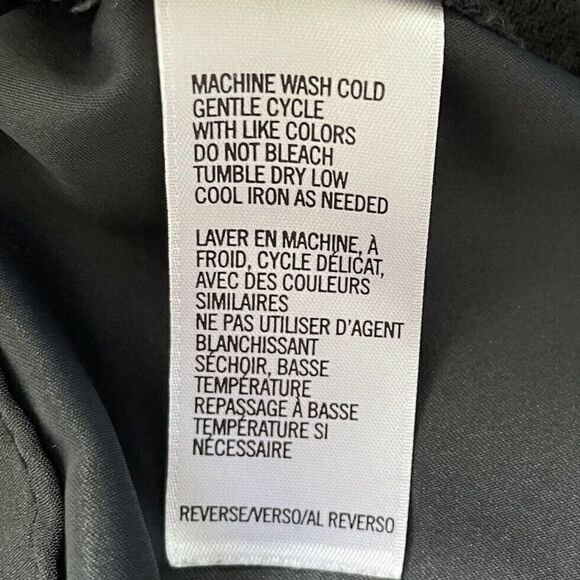 MACHINE WASH COLD
GENTLE CYCLE
WITH LIKE COLORS
DO NOT BLEACH
TUMBLE DRY LOW
COOL IRON AS NEEDED
LAVER EN MACHINE, À
FROID, CYCLE DÉLICAT,
AVEC DES COULEURS
SIMILAIRES
NE PAS UTILISER D'AGENT
BLANCHISSANT
SÉCHOIR, BASSE
TEMPÉRATURE
REPASSAGE À BASSE
TEMPÉRATURE SI
NÉCESSAIRE
REVERSE/VERSO/AL REVERSO